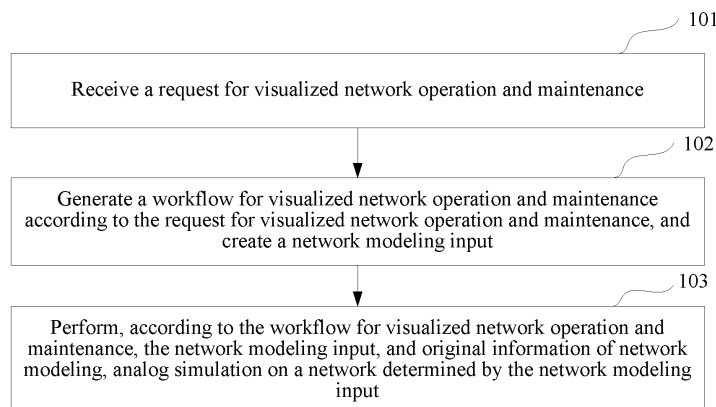 101
Receive a request for visualized network operation and maintenance
102
Generate a workflow for visualized network operation and maintenance
according to the request for visualized network operation and maintenance, and
create a network modeling input
103
Perform, according to the workflow for visualized network operation and
maintenance, the network modeling input, and original information of network
modeling, analog simulation on a network determined by the network modeling
input